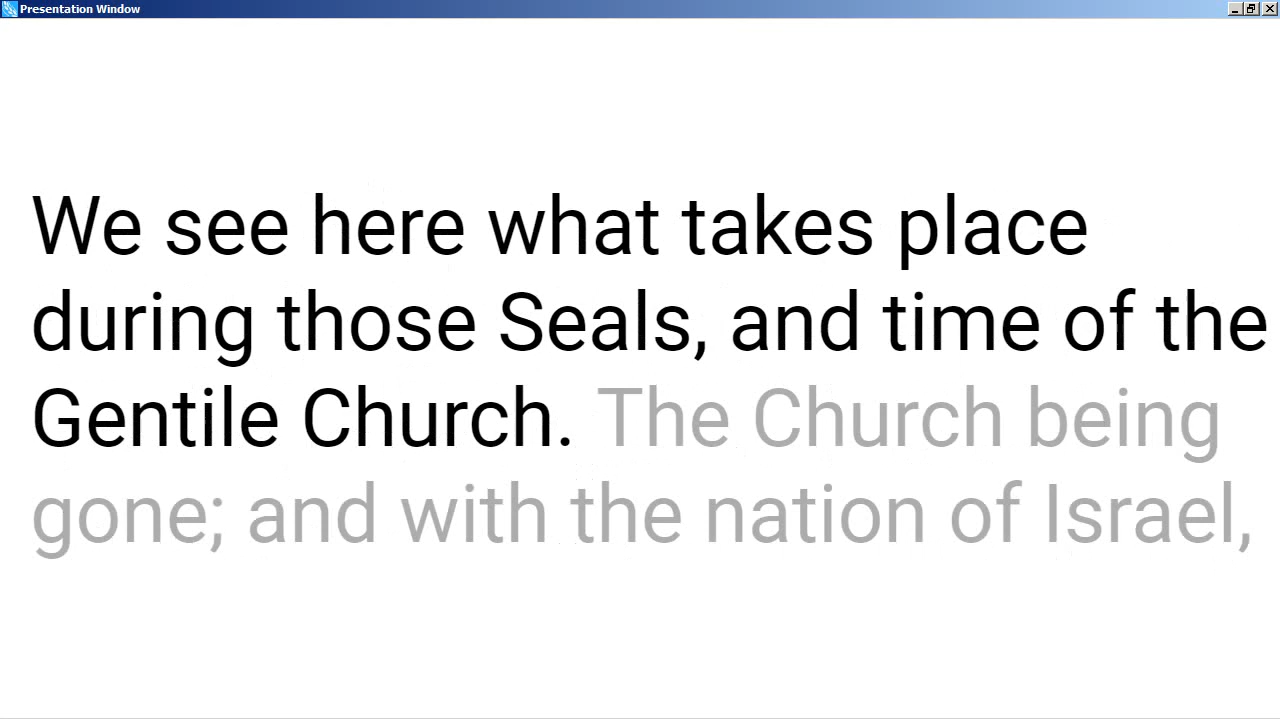 Presentation Window
We see here what takes place
during those Seals, and time of the
Gentile Church. The Church being
gone; and with the nation of Israel,